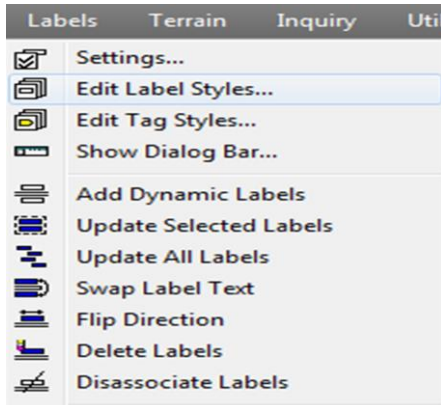 Labels Terrain Inquiry Uti
Settings...
Edit Label Styles...
Edit Tag Styles...
Show Dialog Bar...
Add Dynamic Labels
Update Selected Labels
Update All Labels
Swap Label Text
Flip Direction
Delete Labels
Disassociate Labels